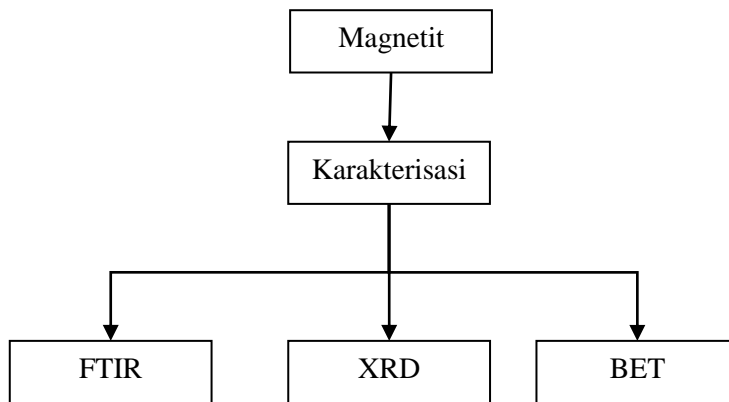 Magnetit
Karakterisasi
FTIR
XRD
BET